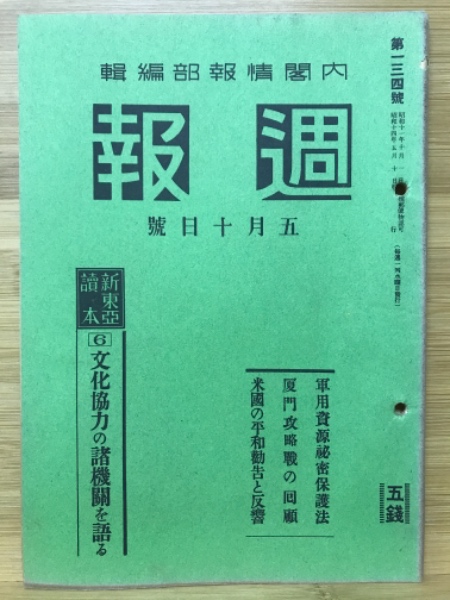 內閣情報部編輯
週報
五月十日號
第一三四號
五錢
軍用資源祕密保護法
厦門攻略戰の回顧
米國の平和勸告と反響
新東亞
讀本
6 文化協力の諸機關を語る